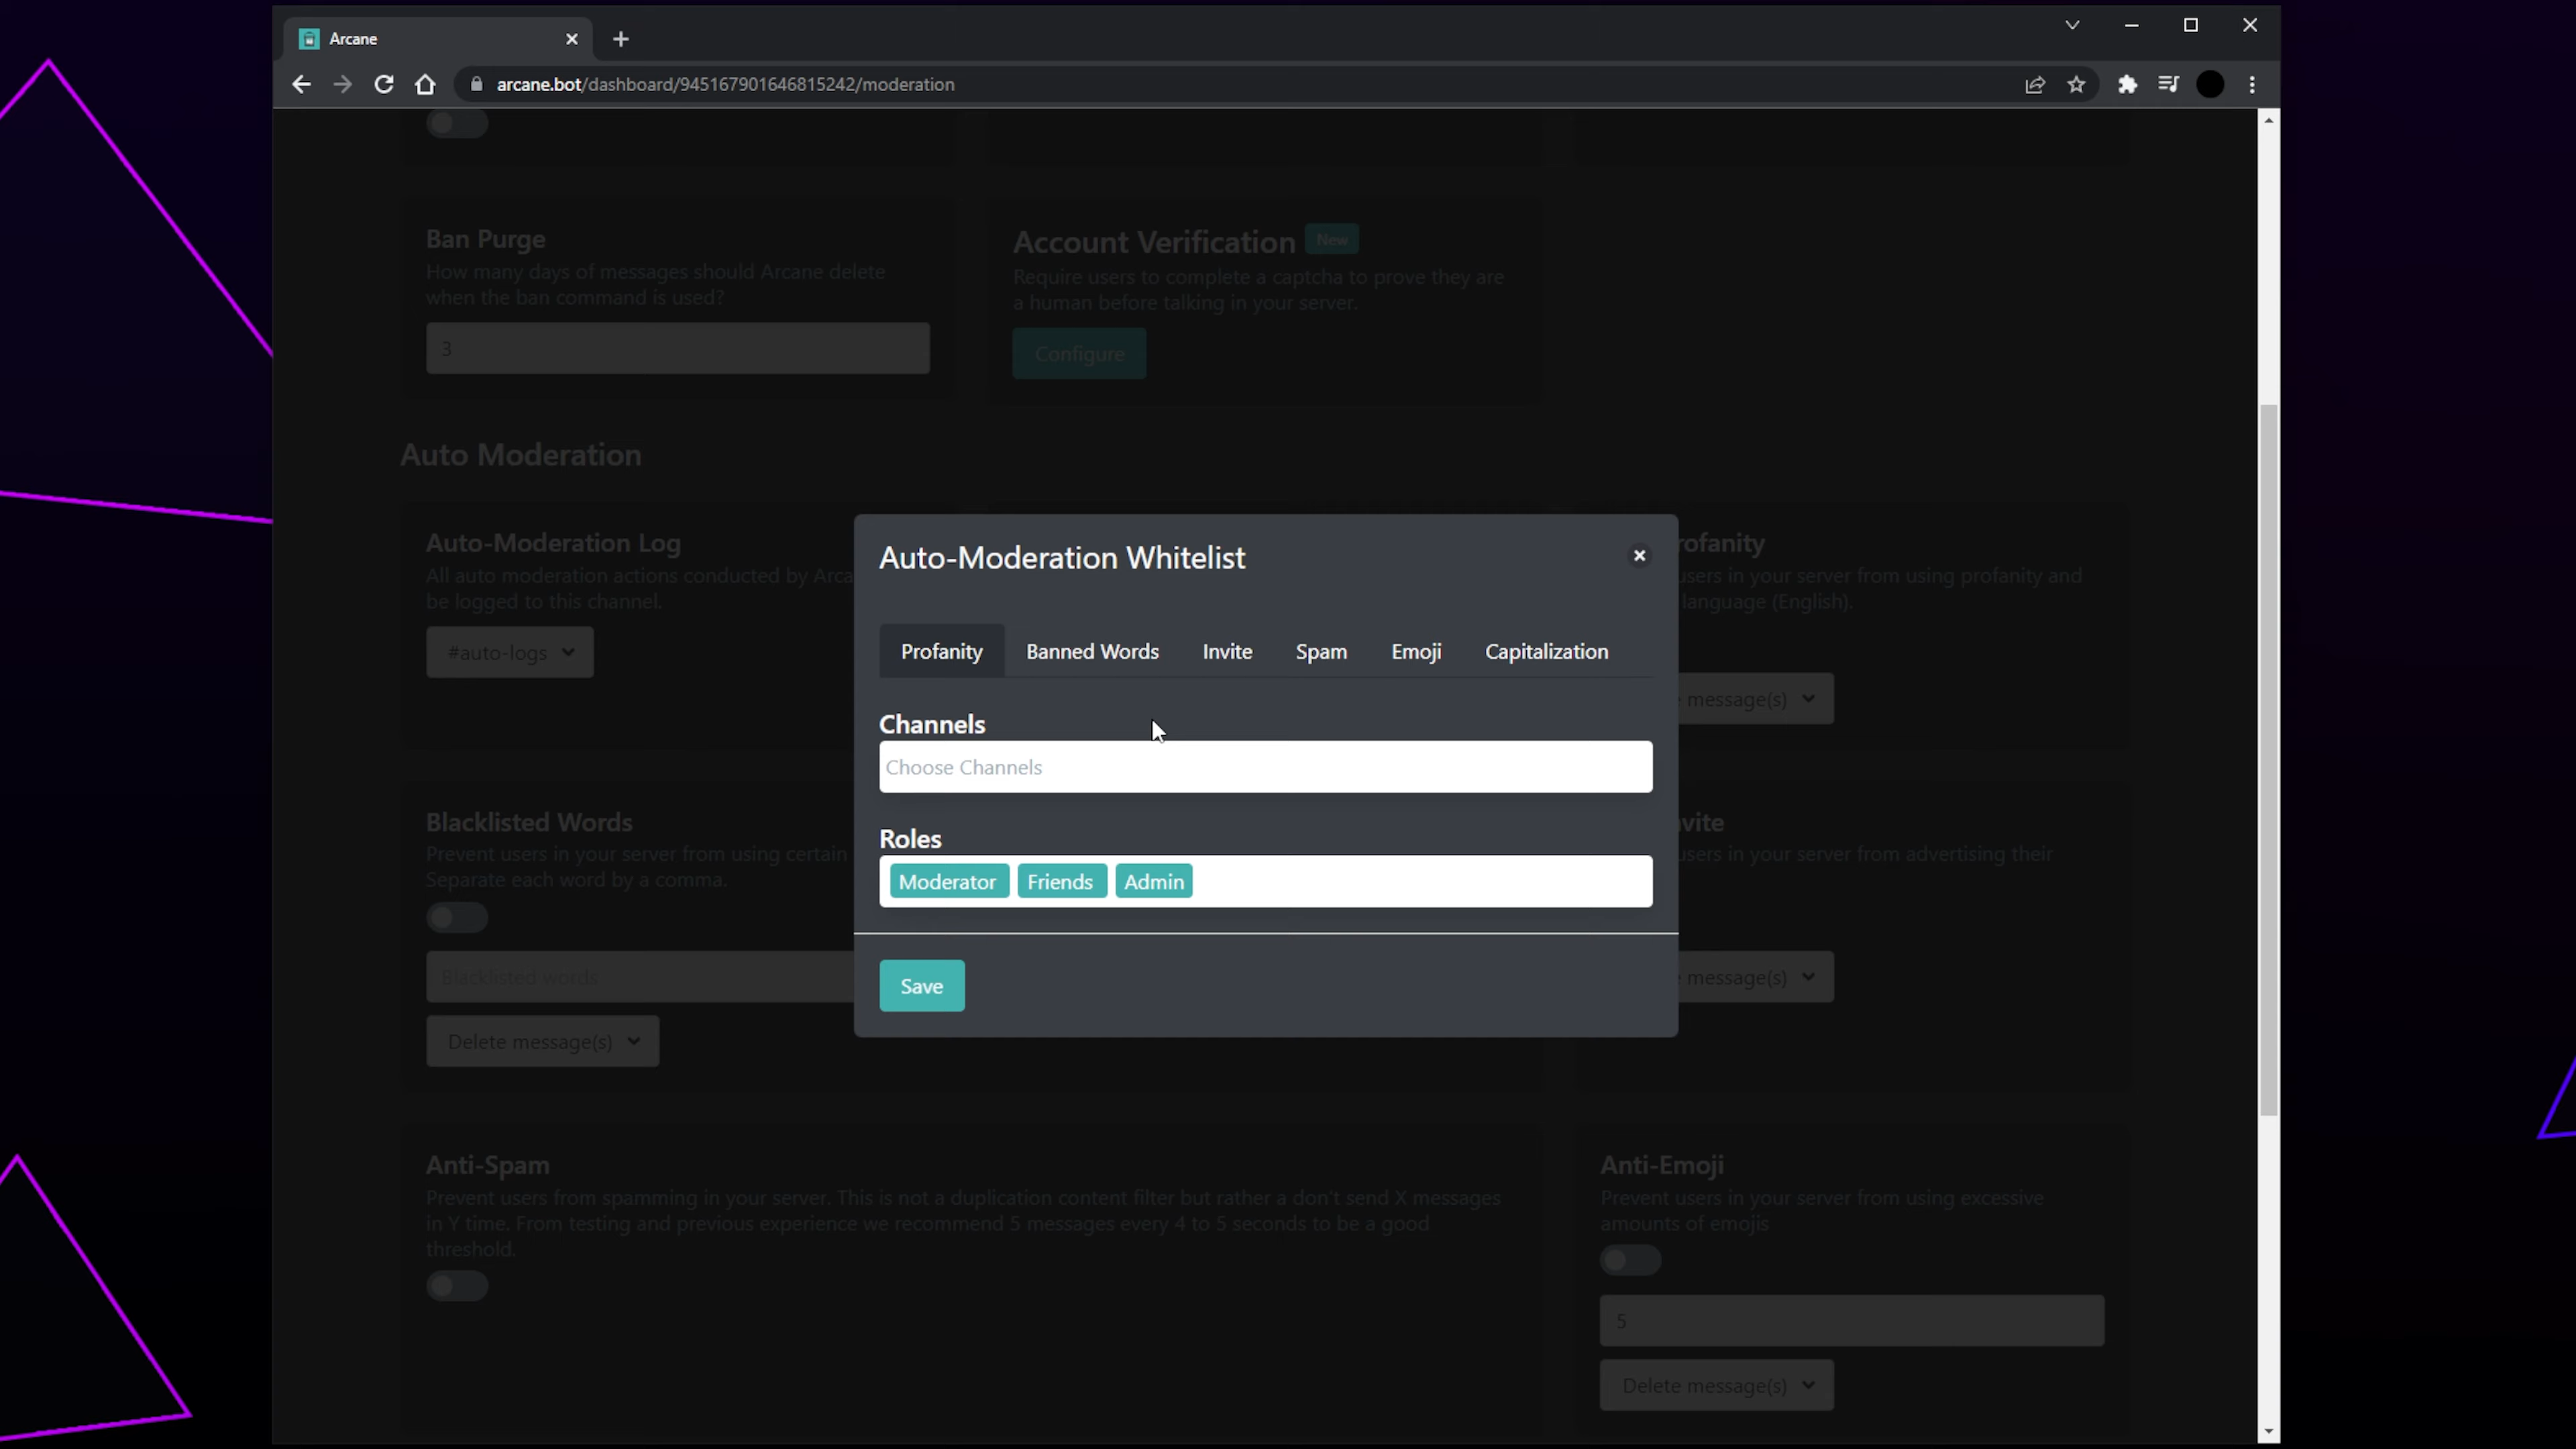 Arcane
arcane.bot/dashboard/945167901646815242/moderation
Ban Purge
How many days of messages should Arcane delete
when the ban command is used?
3
Account Verification New
Require users to complete a captcha to prove they are
a human before talking in your server.
Configure
Auto Moderation
Auto-Moderation Log
All auto moderation actions conducted by Arca
be logged to this channel.
#auto-logs
rofanity
users in your server from using profanity and
language (English).
message(s)
Auto-Moderation Whitelist
Profanity Banned Words Invite Spam Emoji Capitalization
Channels
Choose Channels
Roles
Moderator Friends Admin
Save
Blacklisted Words
Prevent users in your server from using certain
Separate each word by a comma.
Blacklisted words
Delete message(s)
vite
users in your server from advertising their
message(s)
Anti-Spam
Prevent users from spamming in your server. This is not a duplication content filter but rather a don't send X messages
in Y time. From testing and previous experience we recommend 5 messages every 4 to 5 seconds to be a good
threshold.
Anti-Emoji
Prevent users in your server from using excessive
amounts of emojis
5
Delete message(s)